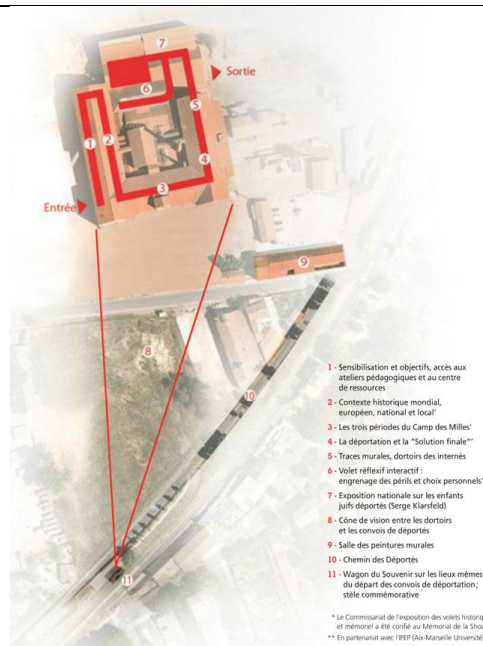 7
Sortie
6
5
1
2
4
3
Entrée
9
8
10
11
1 - Sensibilisation et objectifs, accès aux
ateliers pédagogiques et au centre
de ressources
2 - Contexte historique mondial,
européen, national et local*
3 - Les trois périodes du Camp des Milles*
4 - La déportation et la "Solution finale"*
5 - Traces murales, dortoirs des internés
6 - Volet réflexif interactif :
engrenage des périls et choix personnels*
7 - Exposition nationale sur les enfants
juifs déportés (Serge Klarsfeld)
8 - Cône de vision entre les dortoirs
et les convois de déportés
9 - Salle des peintures murales
10 - Chemin des Déportés
11 - Wagon du Souvenir sur les lieux mêmes
du départ des convois de déportation;
stèle commémorative
* Le Commissariat de l'exposition des volets historiq
et mémoriel a été confié au Mémorial de la Shoa
** En partenariat avec l'IFEP (Aix-Marseille Université